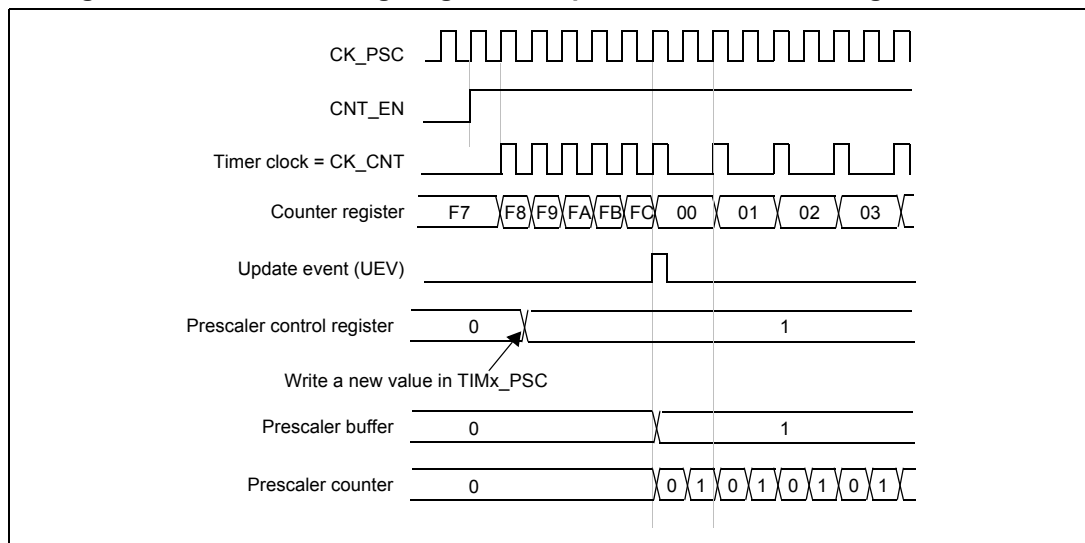 CK_PSC
CNT_EN
Timer clock = CK_CNT
Counter register F7 F8 F9 FA FB FC 00 01 02 03
Update event (UEV)
Prescaler control register 0 1
Write a new value in TIMx_PSC
Prescaler buffer 0 1
Prescaler counter 0 0 1 0 1 0 1 0 1